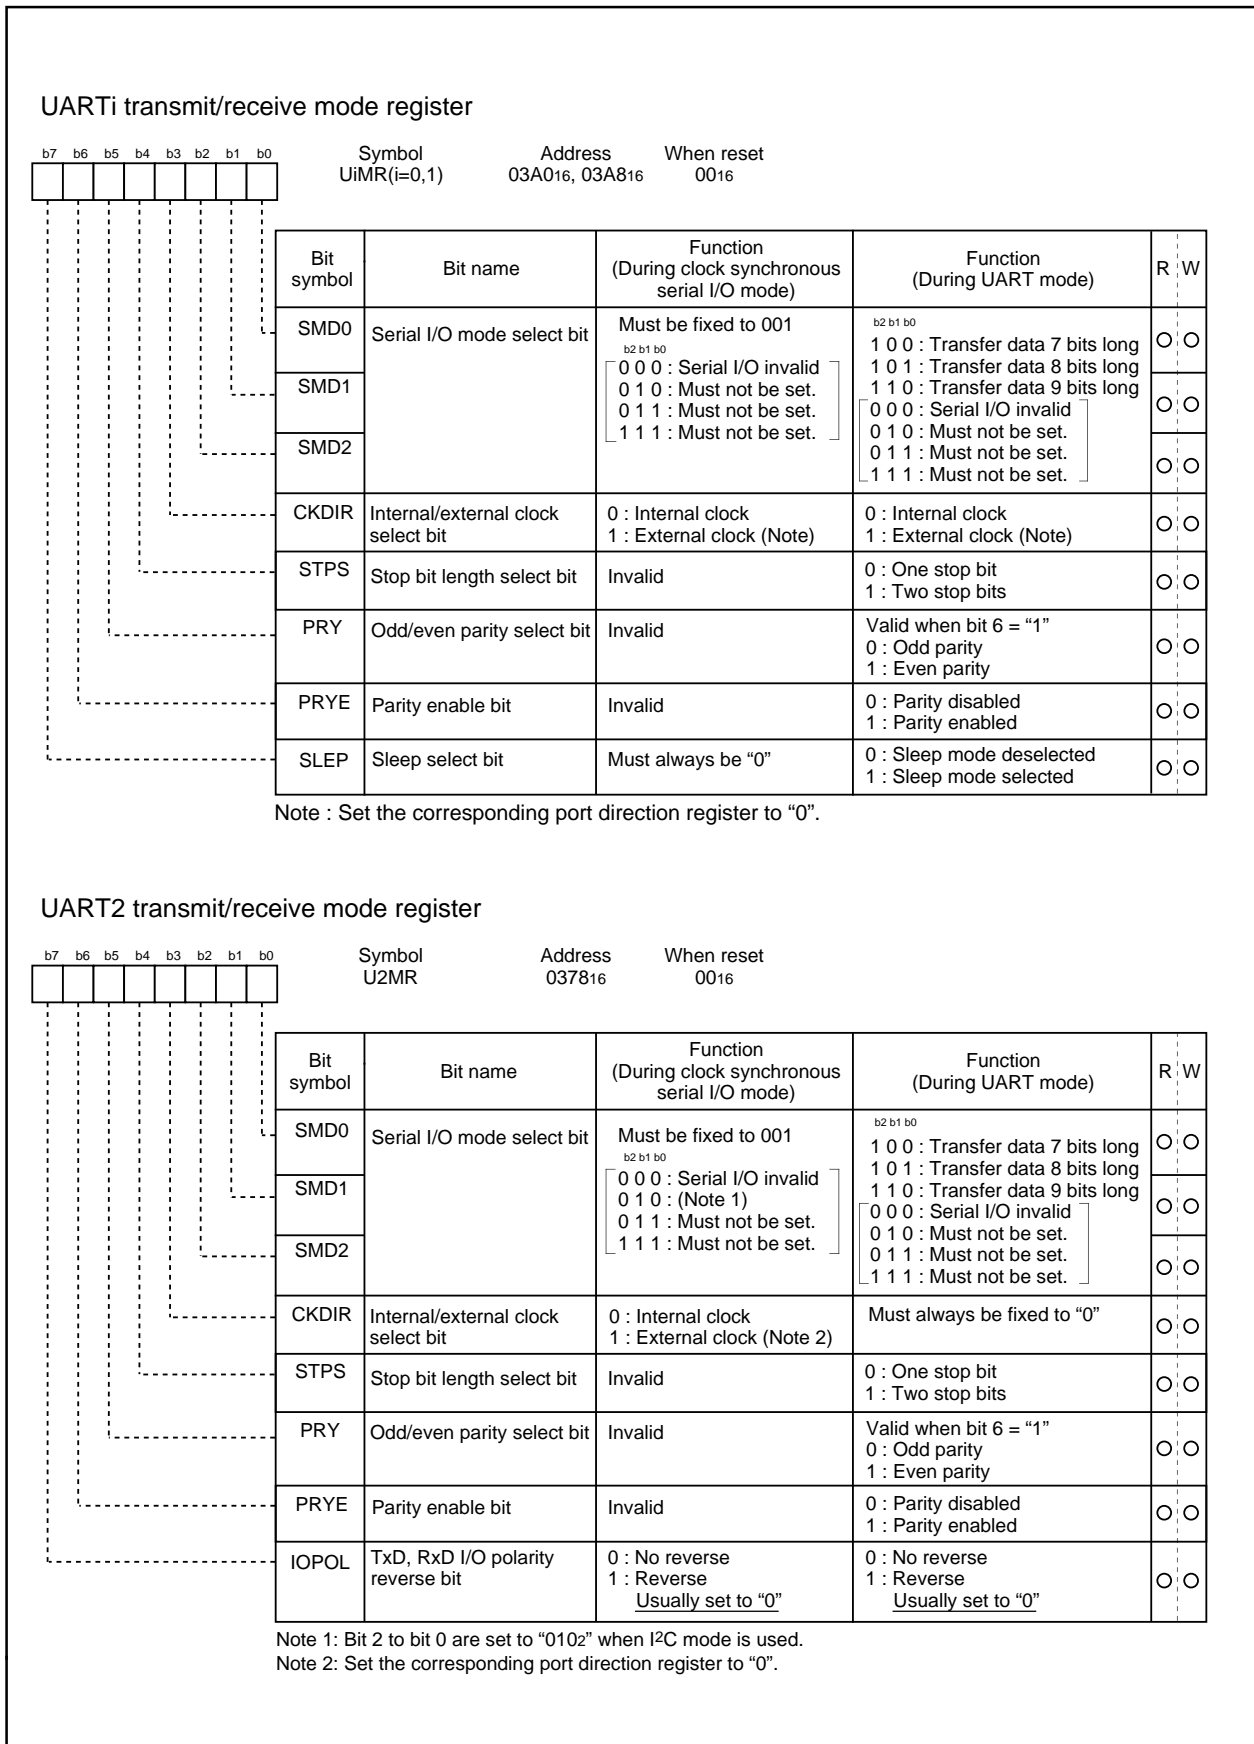 UARTi transmit/receive mode register
b7 b6 b5 b4 b3 b2 b1 b0
Symbol Address When reset
UiMR(i=0,1) 03A016, 03A816 0016
Bit symbol Bit name Function (During clock synchronous serial I/O mode) Function (During UART mode) R W
SMD0 Serial I/O mode select bit
SMD1
SMD2
Must be fixed to 001
b2 b1 b0
0 0 0 : Serial I/O invalid
0 1 0 : Must not be set.
0 1 1 : Must not be set.
1 1 1 : Must not be set.
b2 b1 b0
1 0 0 : Transfer data 7 bits long
1 0 1 : Transfer data 8 bits long
1 1 0 : Transfer data 9 bits long
0 0 0 : Serial I/O invalid
0 1 0 : Must not be set.
0 1 1 : Must not be set.
1 1 1 : Must not be set.
CKDIR Internal/external clock select bit
0 : Internal clock
1 : External clock (Note)
0 : Internal clock
1 : External clock (Note)
STPS Stop bit length select bit Invalid
0 : One stop bit
1 : Two stop bits
PRY Odd/even parity select bit Invalid
Valid when bit 6 = “1”
0 : Odd parity
1 : Even parity
PRYE Parity enable bit Invalid
0 : Parity disabled
1 : Parity enabled
SLEP Sleep select bit Must always be “0”
0 : Sleep mode deselected
1 : Sleep mode selected
Note : Set the corresponding port direction register to “0”.
UART2 transmit/receive mode register
b7 b6 b5 b4 b3 b2 b1 b0
Symbol Address When reset
U2MR 037816 0016
Bit symbol Bit name Function (During clock synchronous serial I/O mode) Function (During UART mode) R W
SMD0 Serial I/O mode select bit
SMD1
SMD2
Must be fixed to 001
b2 b1 b0
0 0 0 : Serial I/O invalid
0 1 0 : (Note 1)
0 1 1 : Must not be set.
1 1 1 : Must not be set.
b2 b1 b0
1 0 0 : Transfer data 7 bits long
1 0 1 : Transfer data 8 bits long
1 1 0 : Transfer data 9 bits long
0 0 0 : Serial I/O invalid
0 1 0 : Must not be set.
0 1 1 : Must not be set.
1 1 1 : Must not be set.
CKDIR Internal/external clock select bit
0 : Internal clock
1 : External clock (Note 2)
Must always be fixed to “0”
STPS Stop bit length select bit Invalid
0 : One stop bit
1 : Two stop bits
PRY Odd/even parity select bit Invalid
Valid when bit 6 = “1”
0 : Odd parity
1 : Even parity
PRYE Parity enable bit Invalid
0 : Parity disabled
1 : Parity enabled
IOPOL TxD, RxD I/O polarity reverse bit
0 : No reverse
1 : Reverse
Usually set to “0”
0 : No reverse
1 : Reverse
Usually set to “0”
Note 1: Bit 2 to bit 0 are set to “0102” when I2C mode is used.
Note 2: Set the corresponding port direction register to “0”.